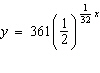 y = 361(1/2)^(1/32 x)